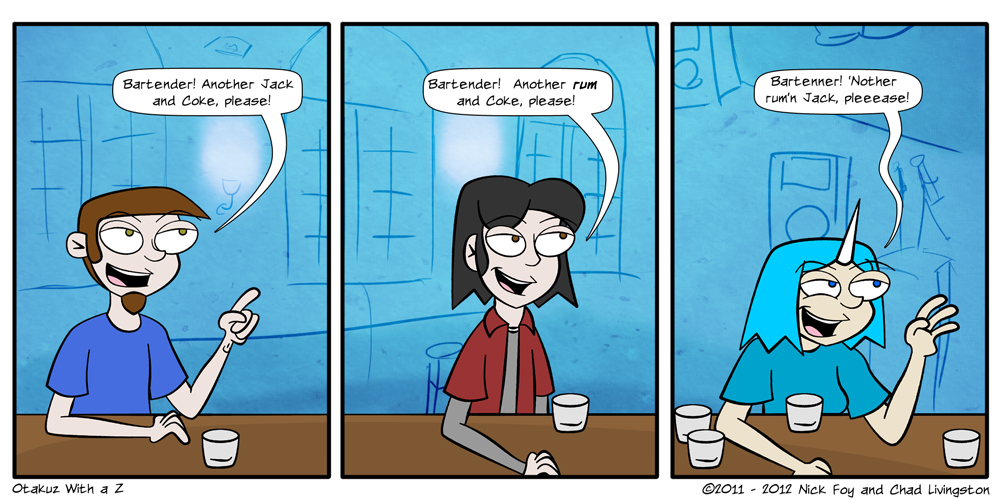 Bartender! Another Jack
and Coke, please!
Bartender! Another rum
and Coke, please!
Bartenner! 'Nother
rum'n Jack, pleeease!
Otakuz With a Z
©2011 - 2012 Nick Foy and Chad Livingston